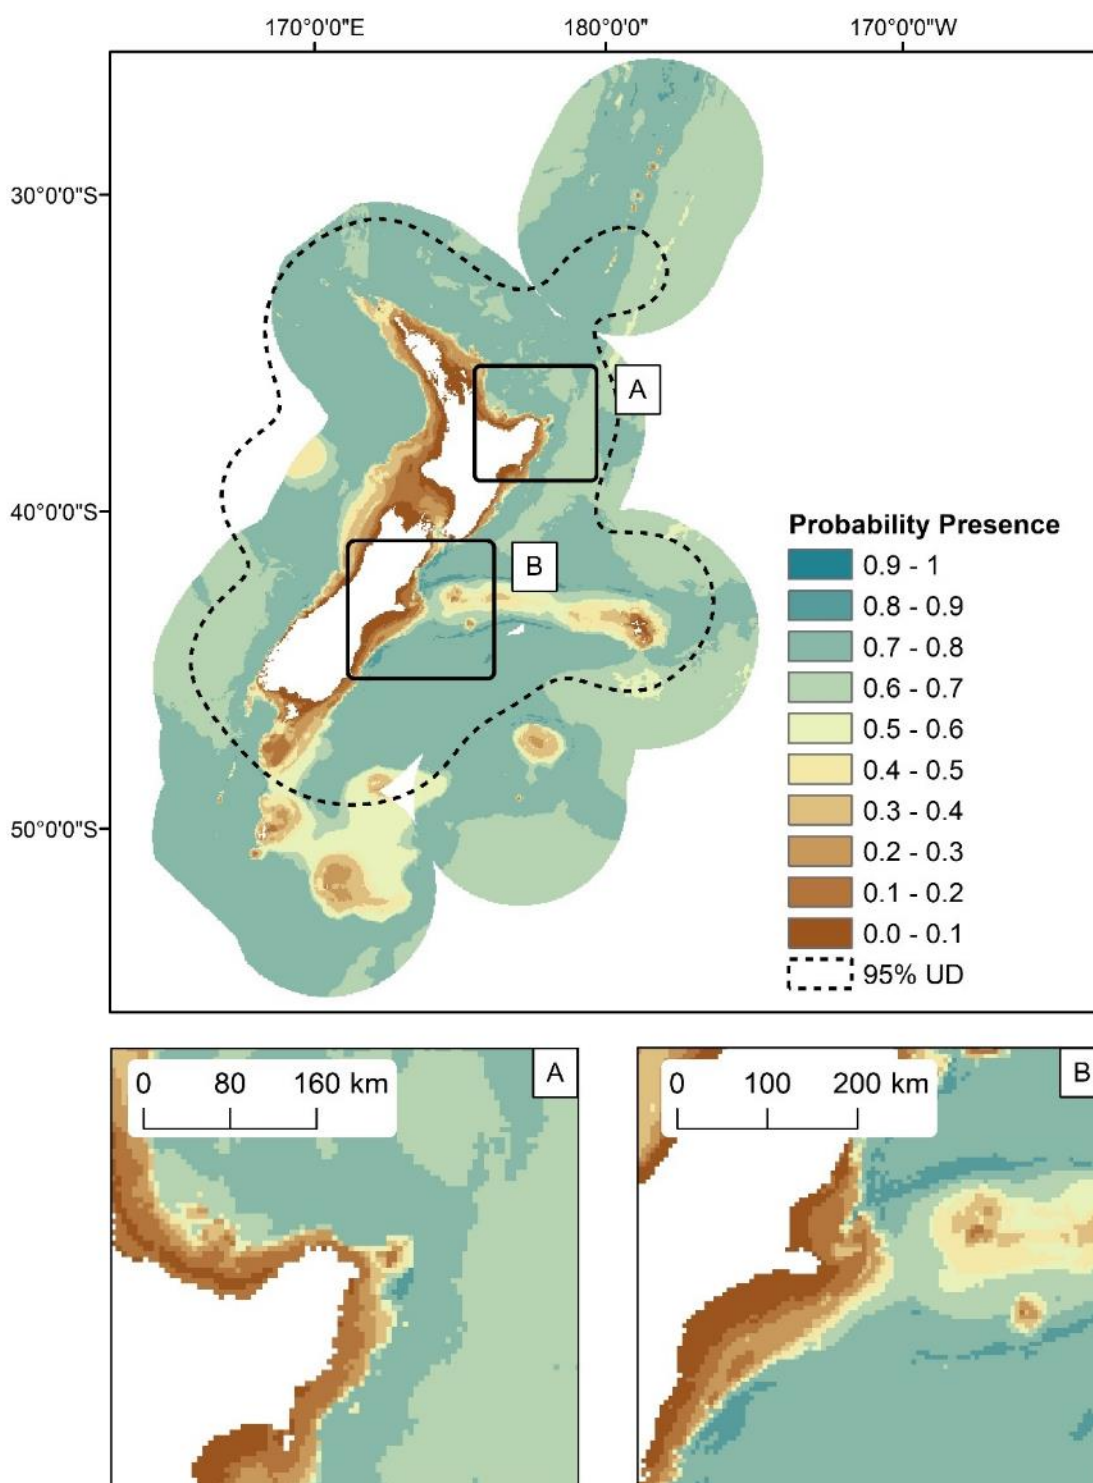 170°0'0"E 180°0'0" 170°0'0"W
30°0'0"S
A
40°0'0"S
Probability Presence
0.9 - 1
B
0.8 - 0.9
0.7 - 0.8
0.6 - 0.7
0.5 - 0.6
0.4 - 0.5
0.3 - 0.4
50°0'0"S
0.2 - 0.3
0.1 - 0.2
0.0 - 0.1
95% UD
0 80 160 km
A
0 100 200 km
B